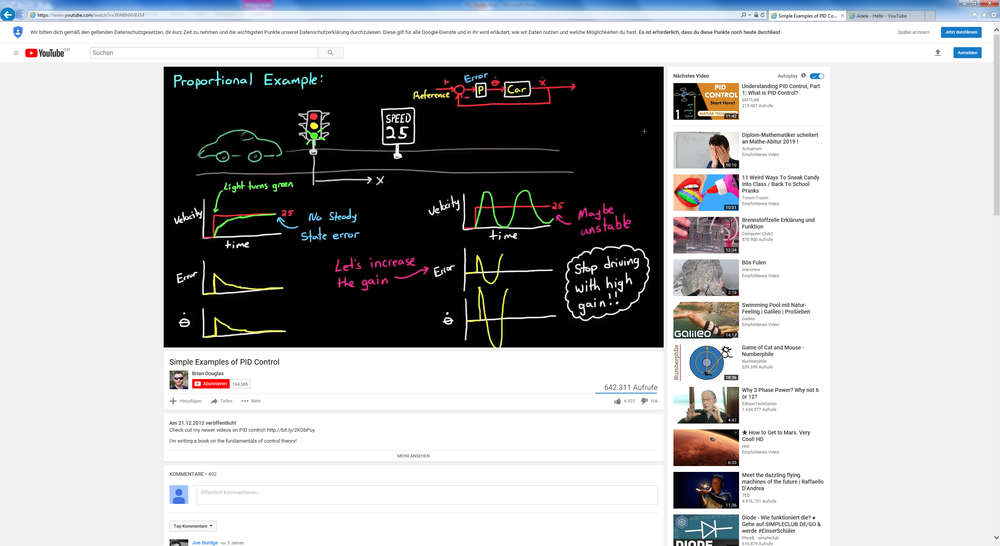 https://www.youtube.com/watch?v=XfAt6hNV8XM
Simple Examples of PID Co...
Adele - Hello - YouTube
Wir bitten dich gemäß den geltenden Datenschutzgesetzen, dir kurz Zeit zu nehmen und die wichtigsten Punkte unserer Datenschutzerklärung durchzulesen. Diese gilt für alle Google-Dienste und in ihr wird erläutert, wie wir Daten nutzen und welche Möglichkeiten du hast. Es ist erforderlich, dass du diese Punkte noch heute durchliest.
Später erinnern
Jetzt durchlesen
YouTube CH
Suchen
Anmelden
Proportional Example:
Reference
+
-
Error
P
Θ̇
Car
ẋ
SPEED
25
X
Light turns green
Velocity
25
time
No Steady
State error
Error
Θ̇
Let's increase
the gain
Velocity
25
time
Maybe
unstable
Error
Θ̇
Stop driving
with high
gain!!
Simple Examples of PID Control
Brian Douglas
Abonnieren 164.586
642.311 Aufrufe
Hinzufügen Teilen Mehr
6.925 106
Am 21.12.2012 veröffentlicht
Check out my newer videos on PID control! http://bit.ly/2KGbPuy
I'm writing a book on the fundamentals of control theory!
MEHR ANSEHEN
KOMMENTARE • 402
Öffentlich kommentieren...
Top-Kommentare
Joe Burdge vor 3 Jahren
Nächstes Video
Autoplay
PID
CONTROL
Start Here!
1
past
+
present
+
future
MATLAB TECH TALKS
11:42
Understanding PID Control, Part
1: What is PID Control?
MATLAB
219.487 Aufrufe
MATHE-ABI
10:10
Diplom-Mathematiker scheitert
an Mathe-Abitur 2019 !
Actuarium
Empfohlenes Video
10:51
11 Weird Ways To Sneak Candy
Into Class / Back To School
Pranks
Troom Troom
Empfohlenes Video
12:34
Brennstoffzelle Erklärung und
Funktion
Computer:Club2
870.900 Aufrufe
2:16
Bös Fulen
marcmnx
Empfohlenes Video
Galileo
14:17
Swimming Pool mit Natur-
Feeling | Galileo | ProSieben
Galileo
Empfohlenes Video
Numberphile
18:36
Game of Cat and Mouse -
Numberphile
Numberphile
539.599 Aufrufe
4:47
Why 3 Phase Power? Why not 6
or 12?
EdisonTechCenter
1.634.377 Aufrufe
6:33
★ How to Get to Mars. Very
Cool! HD
Heli
Empfohlenes Video
11:36
Meet the dazzling flying
machines of the future | Raffaello
D'Andrea
TED
4.476.731 Aufrufe
DIODE
Diode - Wie funktioniert die? ●
Gehe auf SIMPLECLUB.DE/GO &
werde #EinserSchüler
Physik - simpleclub
616.879 Aufrufe